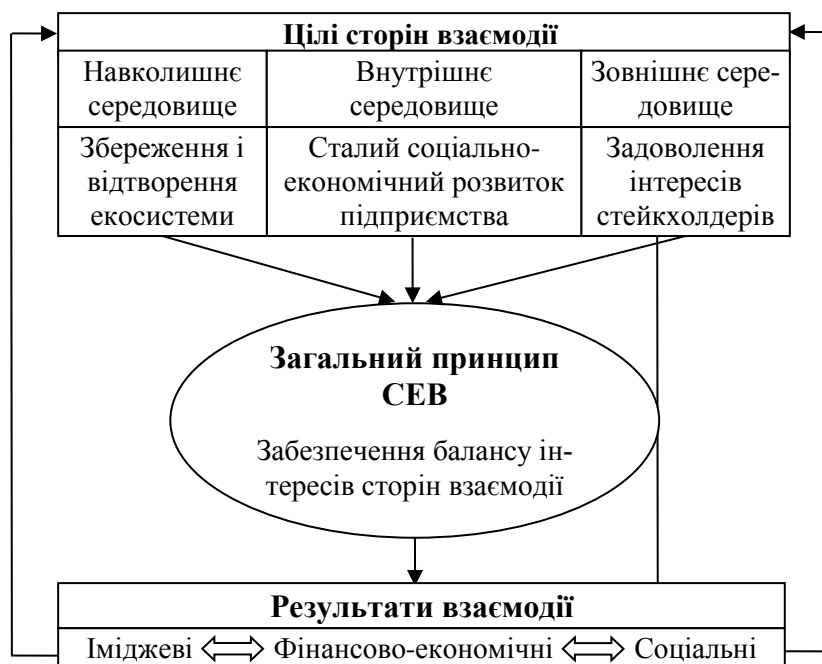 Цілі сторін взаємодії
Навколишнє
середовище
Внутрішнє
середовище
Зовнішнє сере-
довище
Збереження і
відтворення
екосистеми
Сталий соціально-
економічний розвиток
підприємства
Задоволення
інтересів
стейкхолдерів
Загальний принцип
СЕВ
Забезпечення балансу ін-
тересів сторін взаємодії
Результати взаємодії
Іміджеві Фінансово-економічні Соціальні